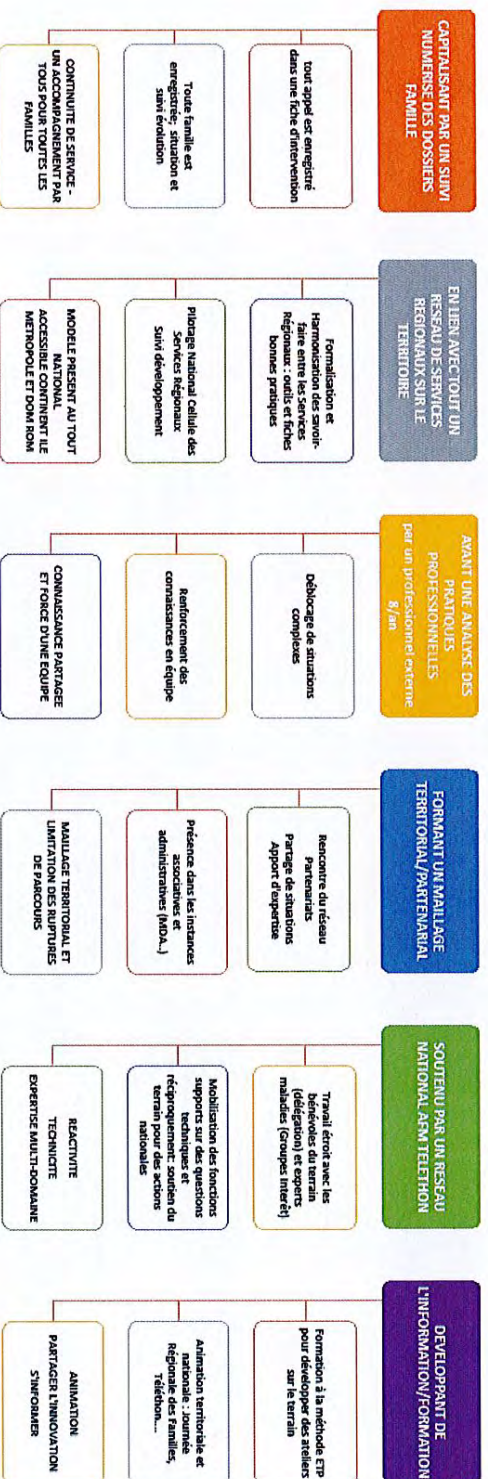 CAPITALISANT PAR UN SUIVI
NUMERISE DES DOSSIERS
FAMILLE
tout appel est enregistré
dans une fiche d'intervention
Toute famille est
enregistrée; situation et
suivi évolution
CONTINUITE DE SERVICE -
UN ACCOMPAGNEMENT PAR
TOUS POUR TOUTES LES
FAMILLES
EN LIEN AVEC TOUT UN
RESEAU DE SERVICES
REGIONAUX SUR LE
TERRITOIRE
Formalisation et
Harmonisation des savoir-
faire entre les Services
Régionaux : outils et fiches
bonnes pratiques
Pilotage National Cellule des
Services Régionaux
Suivi développement
MODELE PRESENT AU TOUT
NATIONAL
ACCESSIBLE CONTINENT ILE
METROPOLE ET DOM ROM
AYANT UNE ANALYSE DES
PRATIQUES
PROFESSIONNELLES
par un professionnel externe
8/an
Déblocage de situations
complexes
Renforcement des
connaissances en équipe
CONNAISSANCE PARTAGEE
ET FORCE D'UNE EQUIPE
FORMANT UN MAILLAGE
TERRITORIAL/PARTENARIAL
Rencontre du réseau
Partenariats
Partage de situations
Apport d'expertise
Présence dans les instances
associatives et
administratives (MDA..)
MAILLAGE TERRITORIAL ET
LIMITATION DES RUPTURES
DE PARCOURS
SOUTENU PAR UN RESEAU
NATIONAL AFM TELETHON
Travail étroit avec les
bénévoles du terrain
(délégation) et experts
maladies (Groupes Intérêt)
Mobilisation des fonctions
supports sur des questions
techniques et
réciproquement: soutien du
terrain pour des actions
nationales
REACTIVITE
TECHNICITE
EXPERTISE MULTI-DOMAINE
DEVELOPPANT DE
L'INFORMATION/FORMATION
Formation à la méthode ETP
pour développer des ateliers
sur le terrain
Animation territoriale et
nationale : Journée
Régionale des Familles,
Téléthon....
ANIMATION
PARTAGER L'INNOVATION
S'INFORMER